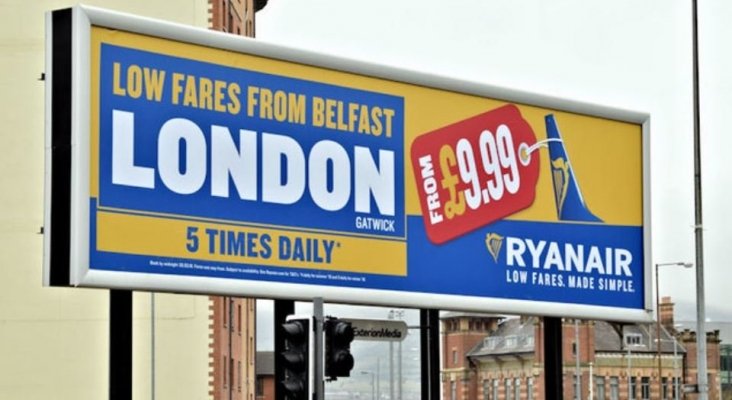 LOW FARES FROM BELFAST
LONDON
GATWICK
5 TIMES DAILY*
FROM £9.99
RYANAIR
LOW FARES. MADE SIMPLE.
ExterionMedia